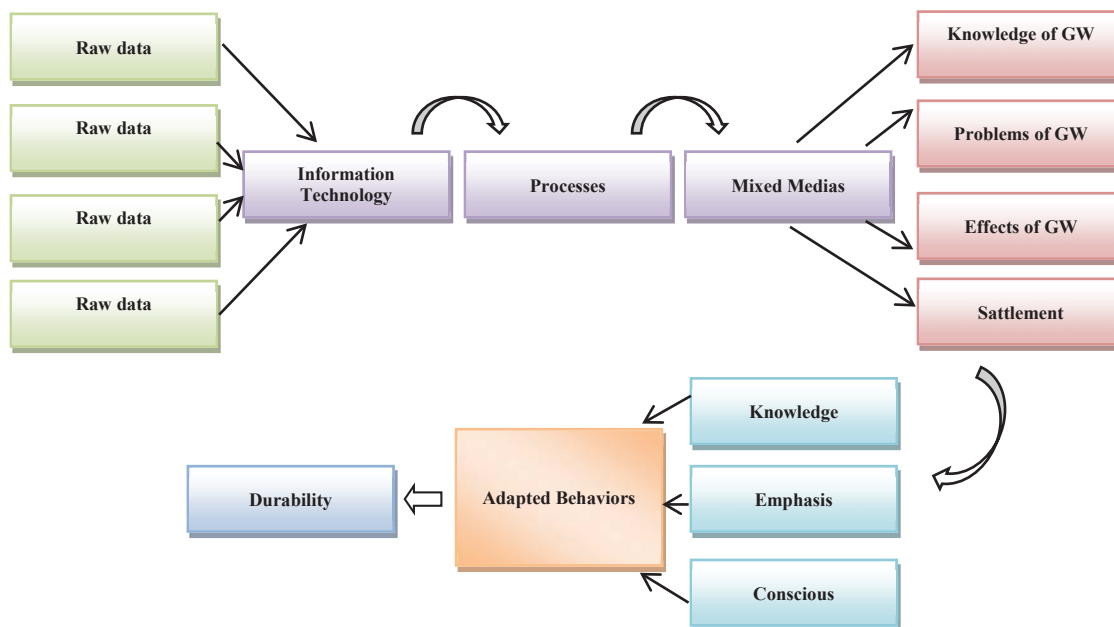 Raw data
Raw data
Raw data
Raw data
Information
Technology
Processes
Mixed Medias
Knowledge of GW
Problems of GW
Effects of GW
Sattlement
Knowledge
Emphasis
Conscious
Adapted Behaviors
Durability